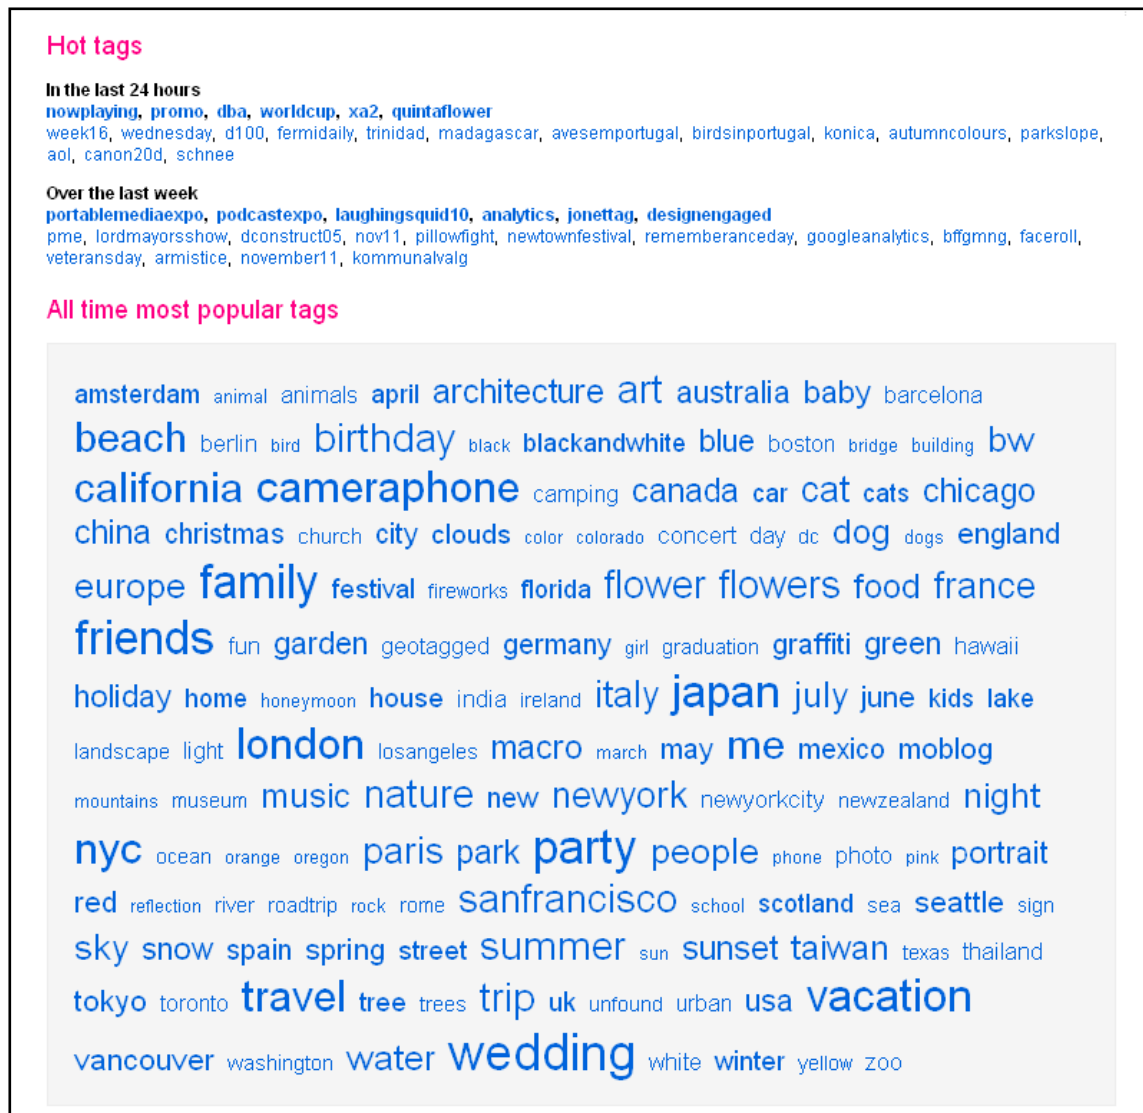 Hot tags
In the last 24 hours
nowplaying, promo, dba, worldcup, xa2, quintaflower
week16, wednesday, d100, fermidaily, trinidad, madagascar, avesemportugal, birdsinportugal, konica, autumncolours, parkslope,
aol, canon20d, schnee
Over the last week
portablemediaexpo, podcastexpo, laughingsquid10, analytics, jonettag, designengaged
pme, lordmayorsshow, dconstruct05, nov11, pillowfight, newtownfestival, rememberanceday, googleanalytics, bffgmng, faceroll,
veteransday, armistice, november11, kommunalvalg
All time most popular tags
amsterdam animal animals april architecture art australia baby barcelona
beach berlin bird birthday black blackandwhite blue boston bridge building bw
california cameraphone camping canada car cat cats chicago
china christmas church city clouds color colorado concert day dc dog dogs england
europe family festival fireworks florida flower flowers food france
friends fun garden geotagged germany girl graduation graffiti green hawaii
holiday home honeymoon house india ireland italy japan july june kids lake
landscape light london losangeles macro march may me mexico moblog
mountains museum music nature new newyork newyorkcity newzealand night
nyc ocean orange oregon paris park party people phone photo pink portrait
red reflection river roadtrip rock rome sanfrancisco school scotland sea seattle sign
sky snow spain spring street summer sun sunset taiwan texas thailand
tokyo toronto travel tree trees trip uk unfound urban usa vacation
vancouver washington water wedding white winter yellow zoo